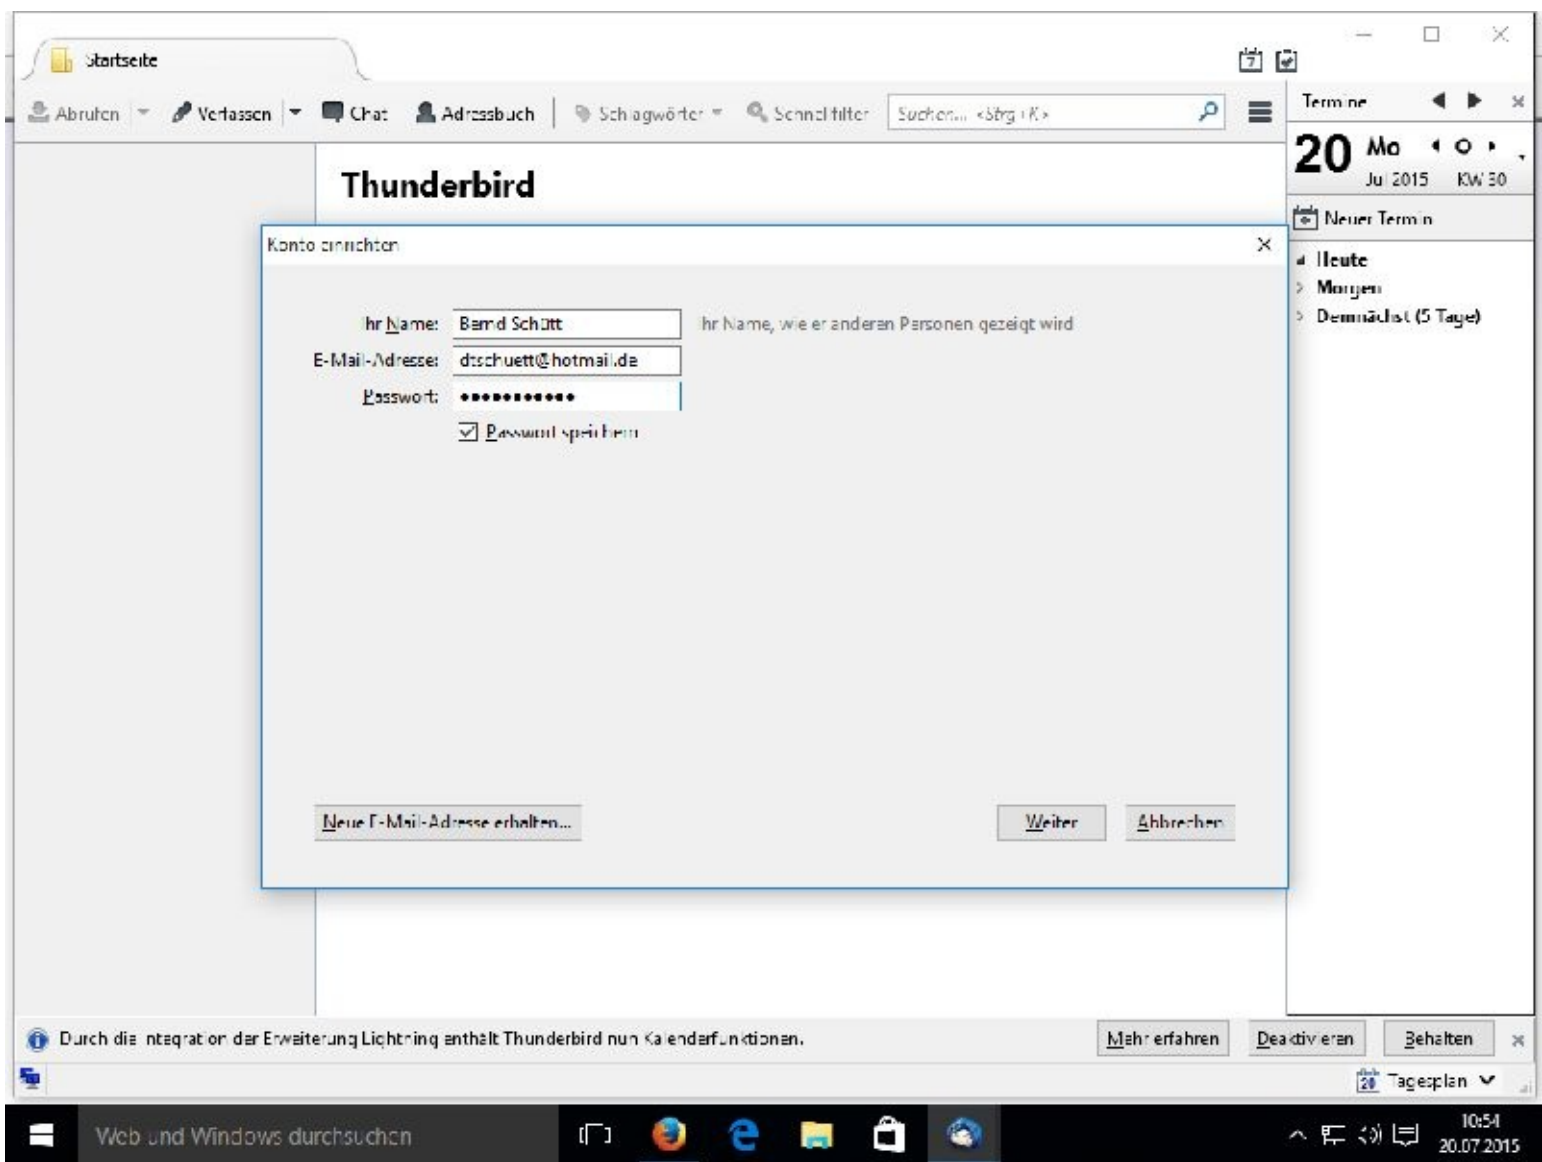 Startseite
7
Abrufen Verfassen Chat Adressbuch Schlagwörter Schnellfilter Suchen... <Strg+K>
Termine
20 Mo
Jul 2015 KW 30
Neuer Termin
Heute
Morgen
Demnächst (5 Tage)
Thunderbird
Konto einrichten
Ihr Name: Bernd Schütt Ihr Name, wie er anderen Personen gezeigt wird
E-Mail-Adresse: dtschuett@hotmail.de
Passwort: •••••••••••
Passwort speichern
Neue E-Mail-Adresse erhalten... Weiter Abbrechen
Durch die Integration der Erweiterung Lightning enthält Thunderbird nun Kalenderfunktionen. Mehr erfahren Deaktivieren Behalten
20 Tagesplan
Web und Windows durchsuchen
10:54
20.07.2015